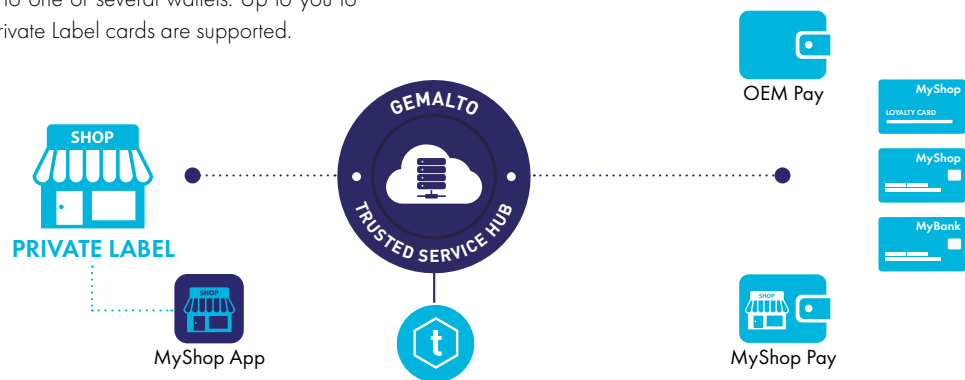 to one or several wallets. Up to you to
rivate Label cards are supported.
OEM Pay
MyShop
LOYALTY CARD
MyShop
MyBank
GEMALTO
TRUSTED SERVICE HUB
SHOP
PRIVATE LABEL
SHOP
MyShop App
t
SHOP
MyShop Pay